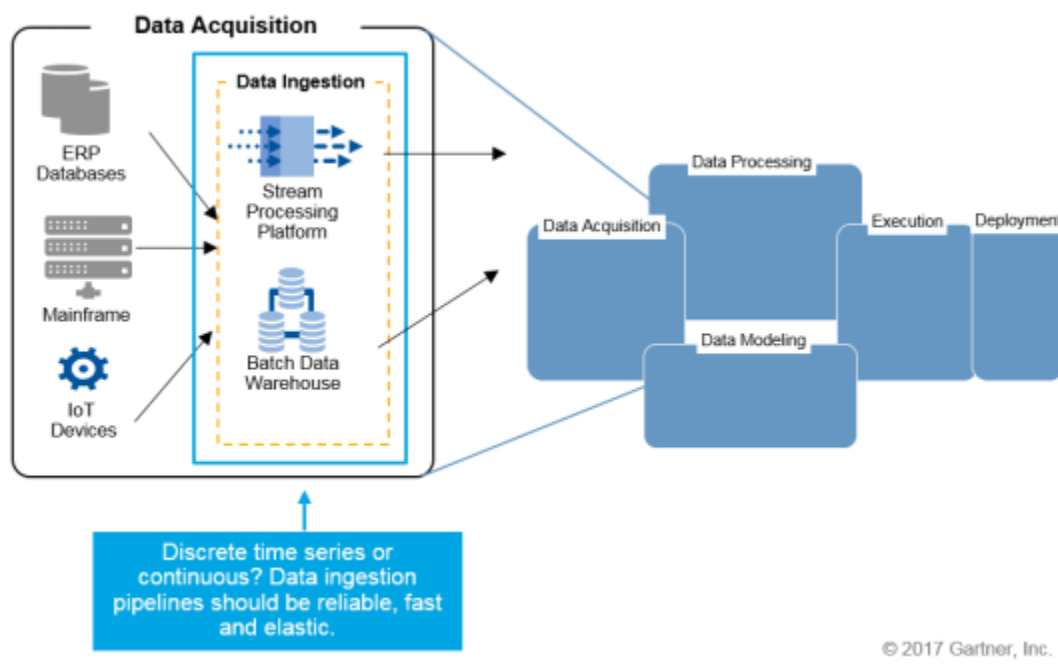 Data Acquisition
Data Ingestion
ERP
Databases
Stream
Processing
Platform
Mainframe
Batch Data
Warehouse
IoT
Devices
Data Processing
Data Acquisition
Execution
Deployment
Data Modeling
Discrete time series or
continuous? Data ingestion
pipelines should be reliable, fast
and elastic.
© 2017 Gartner, Inc.